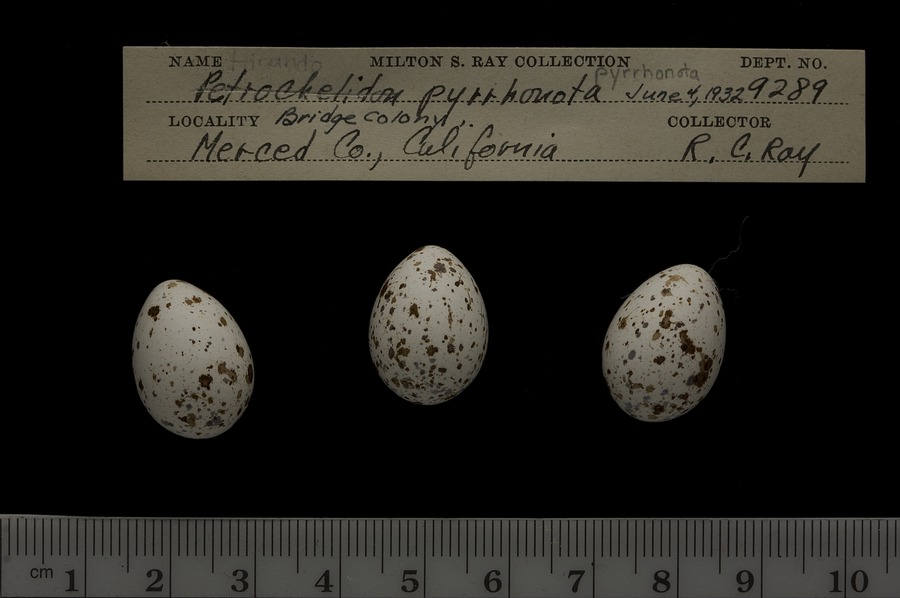 NAME Hirundo MILTON S. RAY COLLECTION DEPT. NO.
pyrrhonota
Petrochelidon pyrrhonota June 4, 1932 9289
LOCALITY Bridge colony, COLLECTOR
Merced Co., California R. C. Ray
cm 1 2 3 4 5 6 7 8 9 10